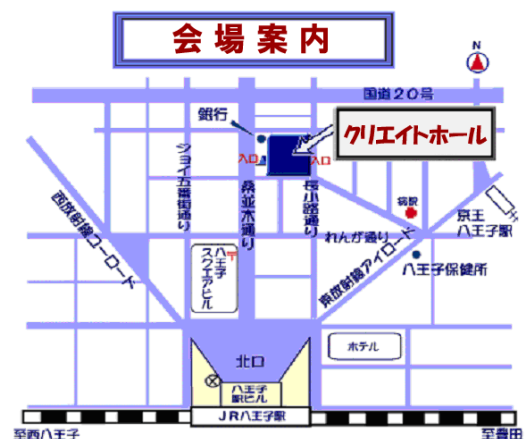 会場案内
N
国道20号
銀行
クリエイトホール
入口
入口
ジョイ五番街通り
桑並木通り
長小路通り
病院
京王
八王子駅
西放射線ユーロード
れんが通り
東放射線アイロード
八王子保健所
八王子
スクエアビル
〒
ホテル
北口
八王子
駅ビル
JR八王子駅
至西八王子
至豊田